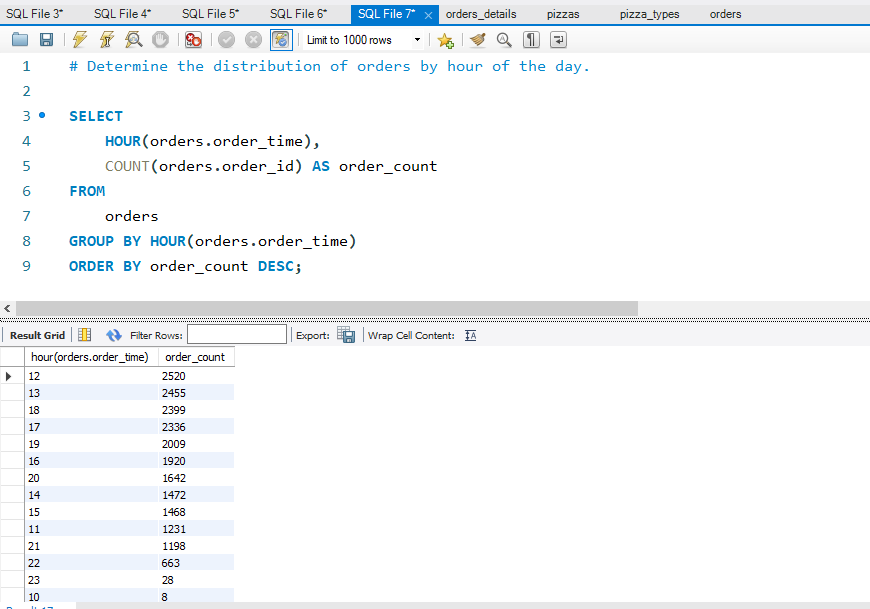 SQL File 3* SQL File 4* SQL File 5* SQL File 6* SQL File 7* orders_details pizzas pizza_types orders
Limit to 1000 rows
1 # Determine the distribution of orders by hour of the day.
2
3 SELECT
4 HOUR(orders.order_time),
5 COUNT(orders.order_id) AS order_count
6 FROM
7 orders
8 GROUP BY HOUR(orders.order_time)
9 ORDER BY order_count DESC;
Result Grid Filter Rows: Export: Wrap Cell Content:
hour(orders.order_time) order_count
12 2520
13 2455
18 2399
17 2336
19 2009
16 1920
20 1642
14 1472
15 1468
11 1231
21 1198
22 663
23 28
10 8